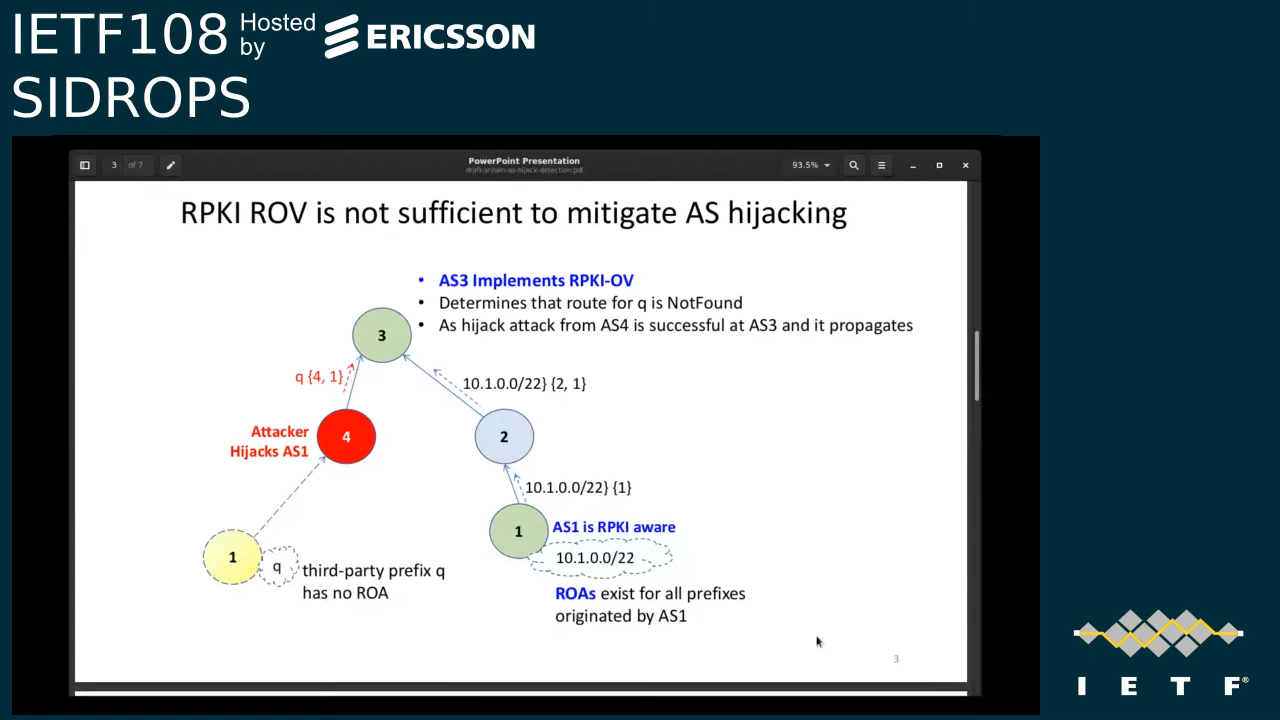 IETF108 Hosted by ERICSSON
SIDROPS
3 of 7
PowerPoint Presentation
93.5%
RPKI ROV is not sufficient to mitigate AS hijacking
• AS3 Implements RPKI-OV
• Determines that route for q is NotFound
• As hijack attack from AS4 is successful at AS3 and it propagates
3
q {4, 1}
10.1.0.0/22} {2, 1}
Attacker
Hijacks AS1
4
2
10.1.0.0/22} {1}
1
AS1 is RPKI aware
10.1.0.0/22
1
q
third-party prefix q
has no ROA
ROAs exist for all prefixes
originated by AS1
3
I E T F®